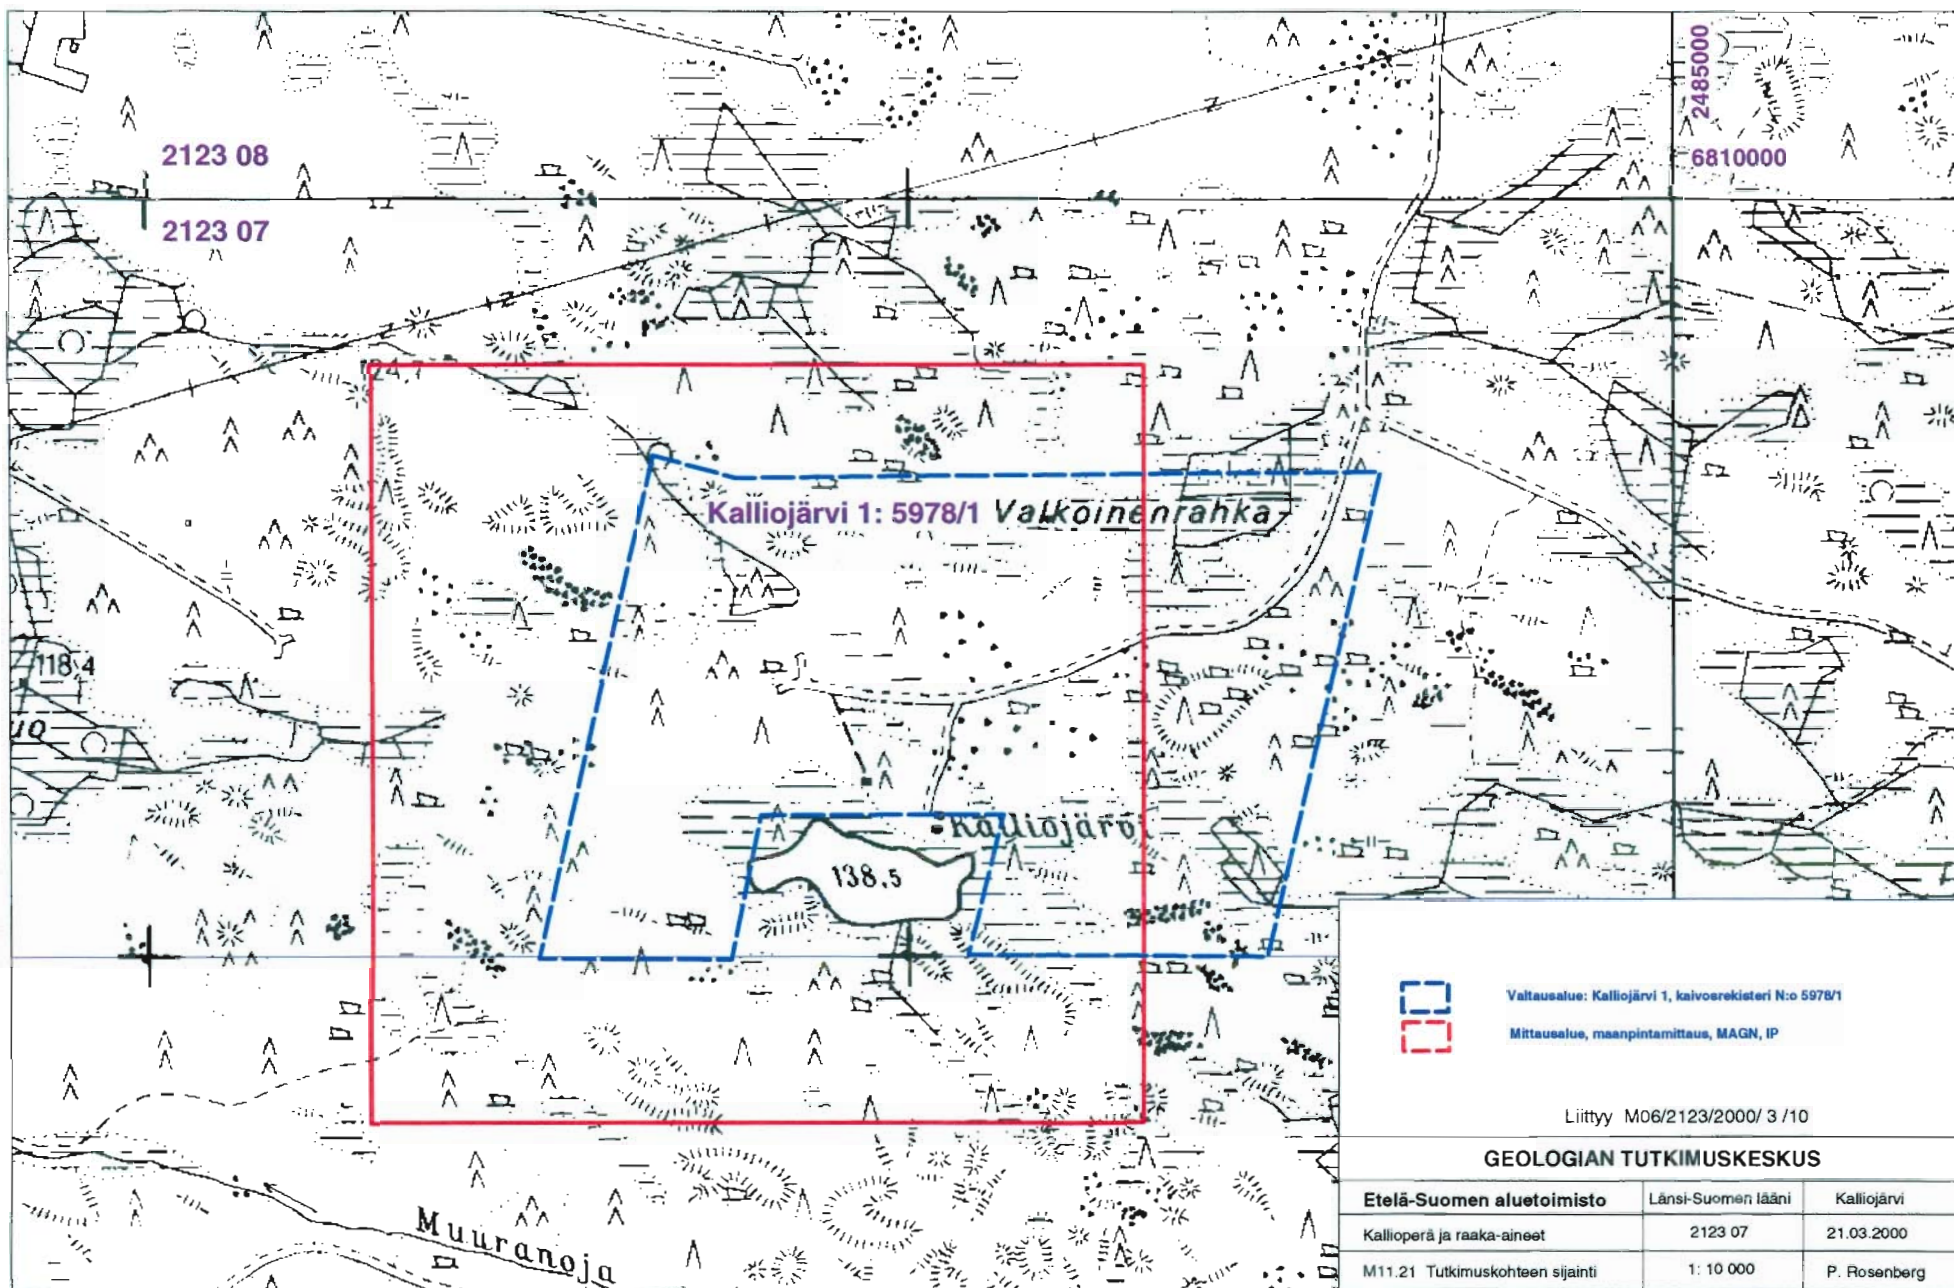 2485000
6810000
2123 08
2123 07
124,7
Kalliojärvi 1: 5978/1
Valkoinenrahka
118,4
uo
Kalliojärvi
138,5
Muuranoja
Valtausalue: Kalliojärvi 1, kaivosrekisteri N:o 5978/1
Mittausalue, maanpintamittaus, MAGN, IP
Liittyy M06/2123/2000/ 3 /10
GEOLOGIAN TUTKIMUSKESKUS
Etelä-Suomen aluetoimisto Länsi-Suomen lääni Kalliojärvi
Kallioperä ja raaka-aineet 2123 07 21.03.2000
M11.21 Tutkimuskohteen sijainti 1: 10 000 P. Rosenberg